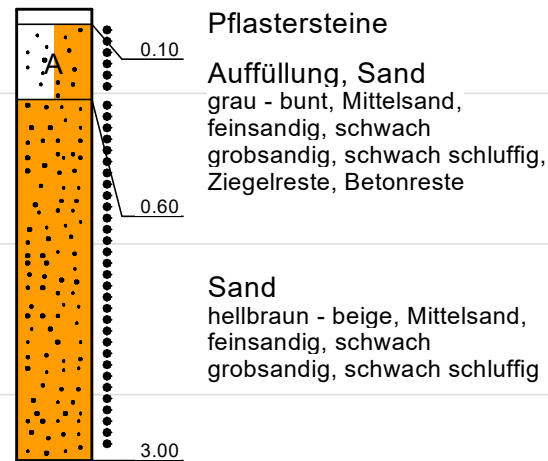 Pflastersteine
0.10
A
Auffüllung, Sand
grau - bunt, Mittelsand,
feinsandig, schwach
grobsandig, schwach schluffig,
Ziegelreste, Betonreste
0.60
Sand
hellbraun - beige, Mittelsand,
feinsandig, schwach
grobsandig, schwach schluffig
3.00